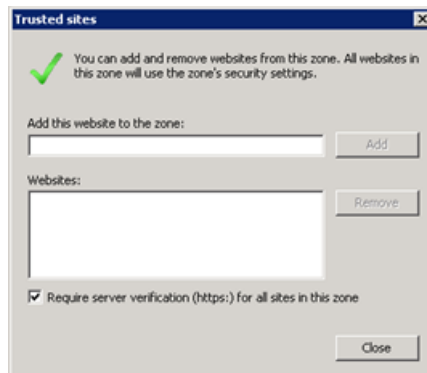 Trusted sites
You can add and remove websites from this zone. All websites in
this zone will use the zone's security settings.
Add this website to the zone:
Add
Websites:
Remove
Require server verification (https:) for all sites in this zone
Close